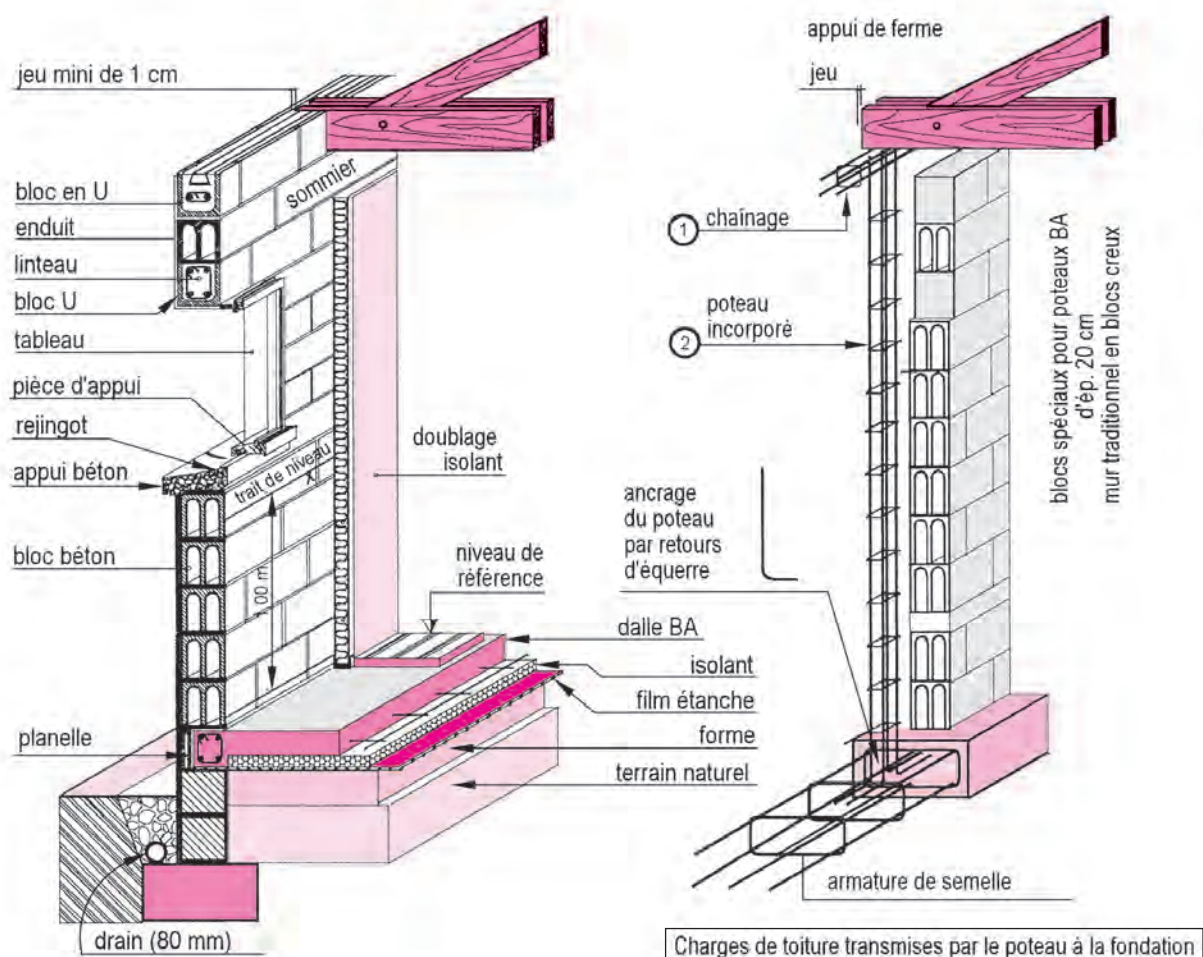 jeu mini de 1 cm
bloc en U
enduit
linteau
bloc U
tableau
pièce d'appui
rejingot
appui béton
bloc béton
planelle
drain (80 mm)
sommier
trait de niveau
x
1,00 m
doublage
isolant
niveau de
référence
dalle BA
isolant
film étanche
forme
terrain naturel
appui de ferme
jeu
1 chaînage
poteau
incorporé
2
ancrage
du poteau
par retours
d'équerre
blocs spéciaux pour poteaux BA
d'ép. 20 cm
mur traditionnel en blocs creux
armature de semelle
Charges de toiture transmises par le poteau à la fondation